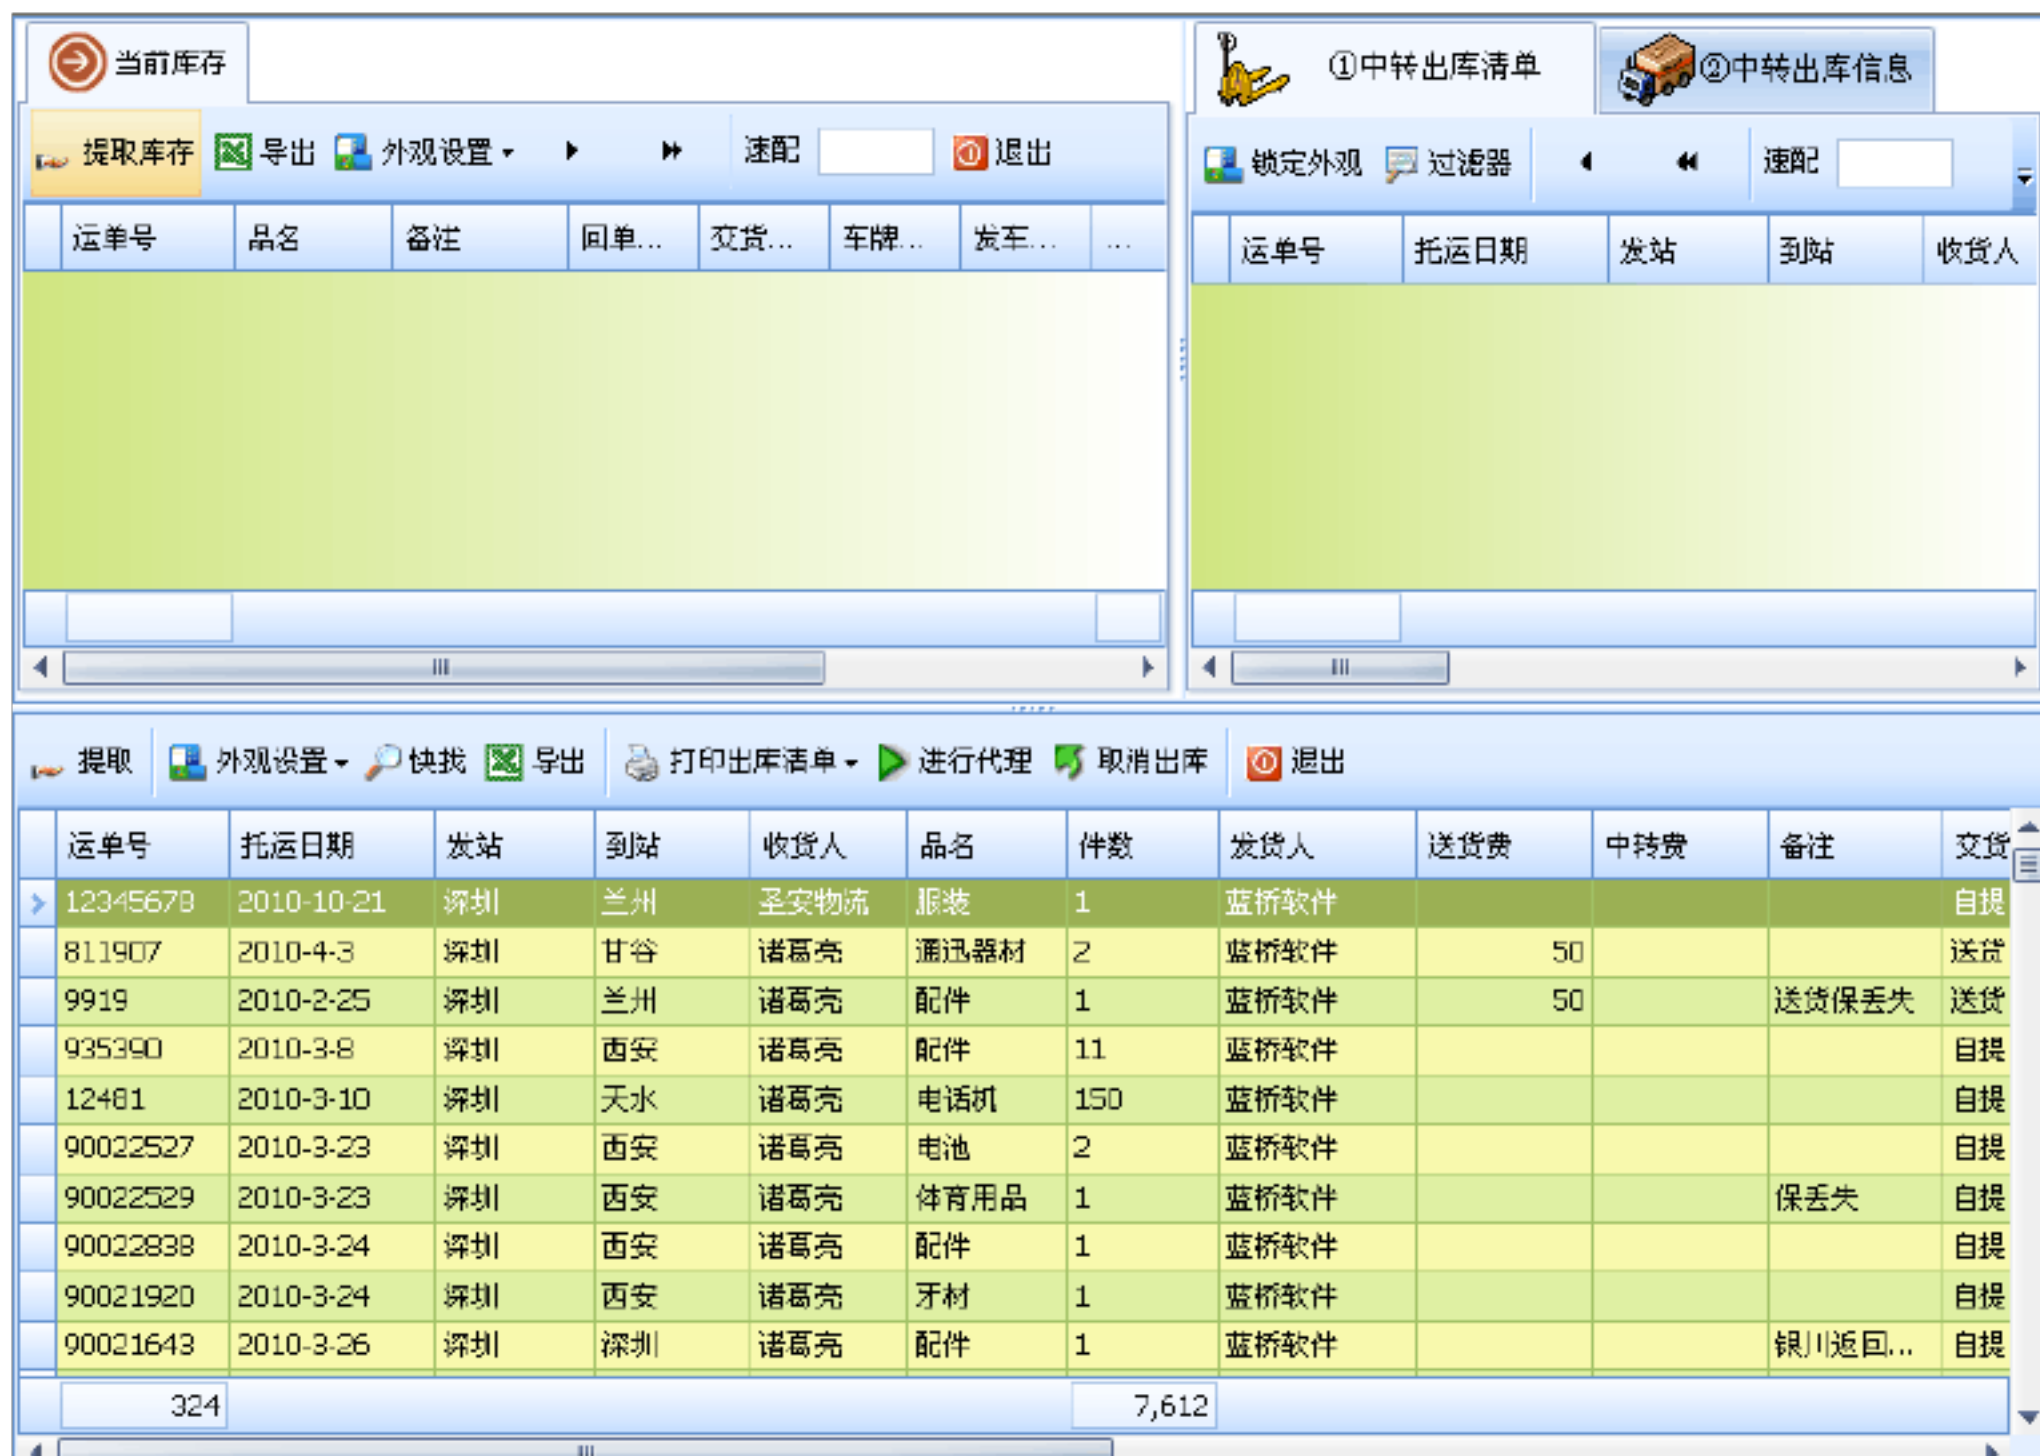 当前库存
提取库存 导出 外观设置 速配 退出
运单号 品名 备注 回单... 交货... 车牌... 发车... ...
①中转出库清单 ②中转出库信息
锁定外观 过滤器 速配
运单号 托运日期 发站 到站 收货人
提取 外观设置 快找 导出 打印出库清单 进行代理 取消出库 退出
运单号 托运日期 发站 到站 收货人 品名 件数 发货人 送货费 中转费 备注 交货
12345678 2010-10-21 深圳 兰州 圣安物流 服装 1 蓝桥软件 自提
811907 2010-4-3 深圳 甘谷 诸葛亮 通迅器材 2 蓝桥软件 50 送货
9919 2010-2-25 深圳 兰州 诸葛亮 配件 1 蓝桥软件 50 送货保丢失 送货
935390 2010-3-8 深圳 西安 诸葛亮 配件 11 蓝桥软件 自提
12481 2010-3-10 深圳 天水 诸葛亮 电话机 150 蓝桥软件 自提
90022527 2010-3-23 深圳 西安 诸葛亮 电池 2 蓝桥软件 自提
90022529 2010-3-23 深圳 西安 诸葛亮 体育用品 1 蓝桥软件 保丢失 自提
90022838 2010-3-24 深圳 西安 诸葛亮 配件 1 蓝桥软件 自提
90021920 2010-3-24 深圳 西安 诸葛亮 牙材 1 蓝桥软件 自提
90021643 2010-3-26 深圳 深圳 诸葛亮 配件 1 蓝桥软件 银川返回... 自提
324 7,612